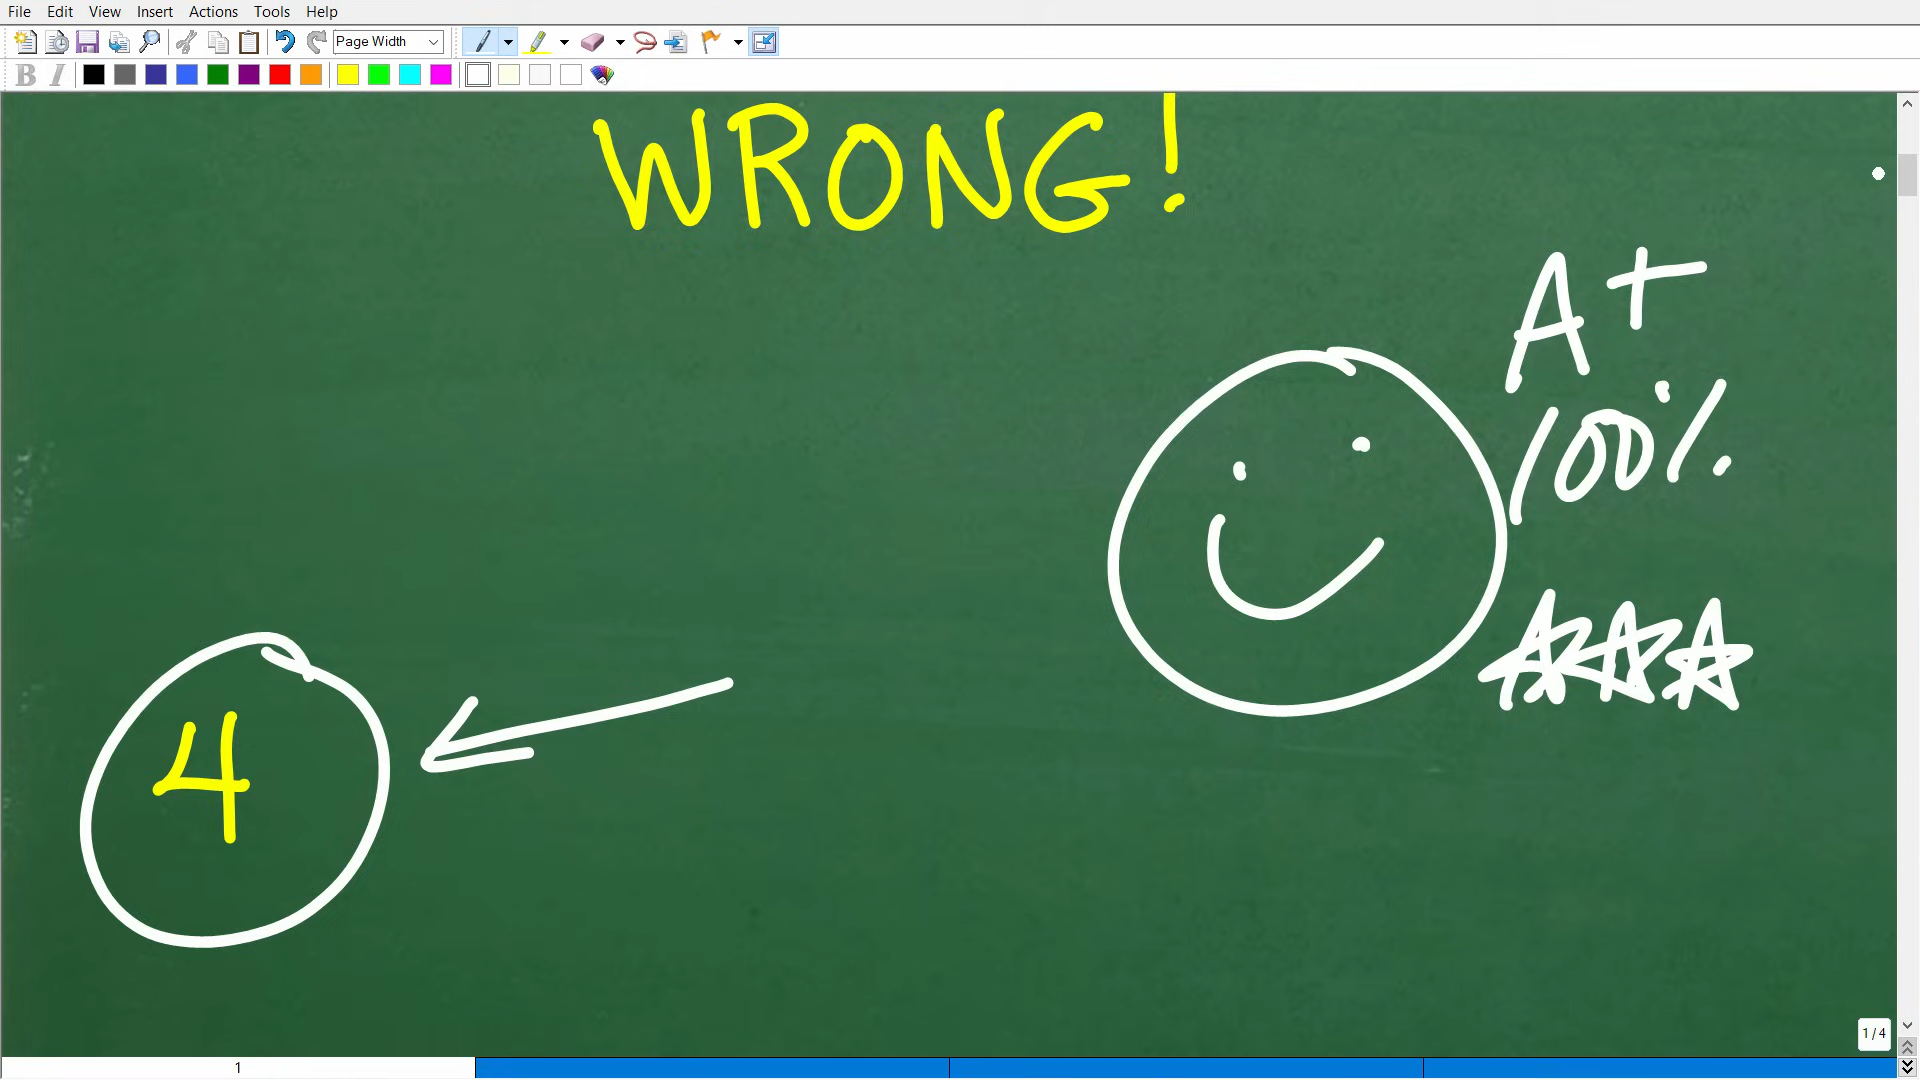 File Edit View Insert Actions Tools Help
Page Width
B I
WRONG!
A+
100%
4
1 / 4
1